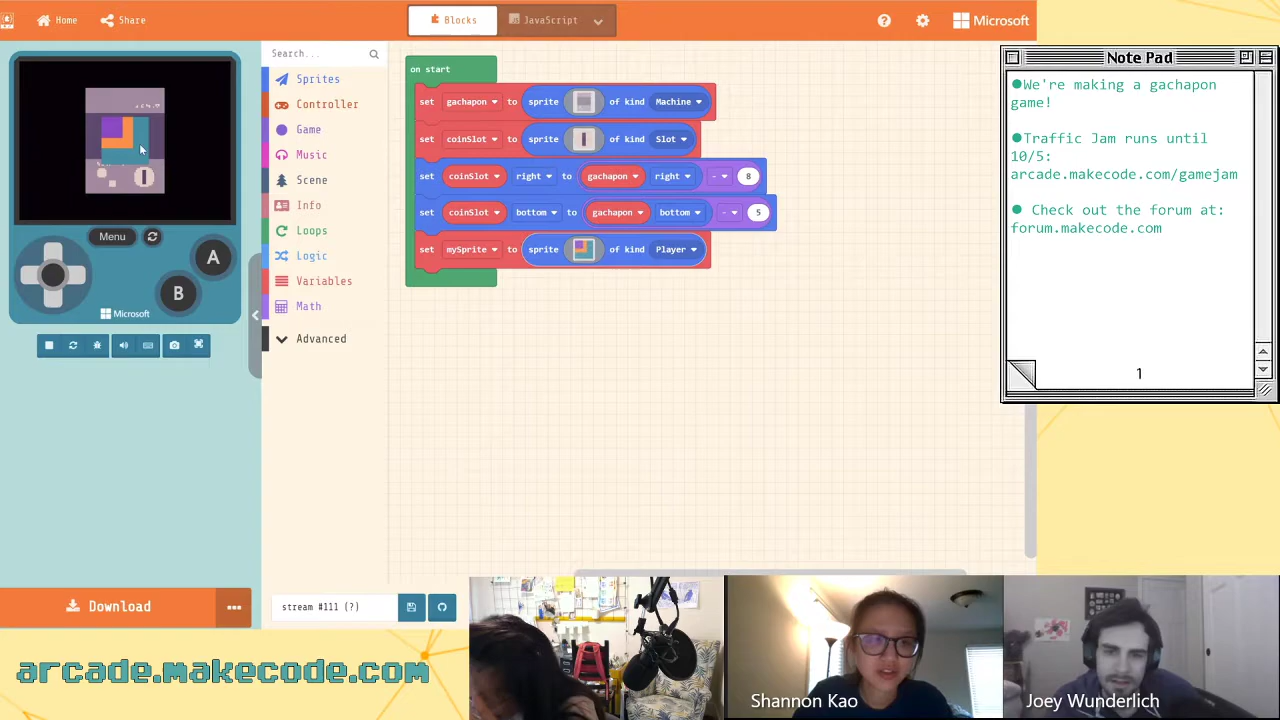 Home
Share
Blocks
JavaScript
Microsoft
Menu
A
B
Microsoft
Search...
Sprites
Controller
Game
Music
Scene
Info
Loops
Logic
Variables
Math
Advanced
on start
set gachapon to sprite of kind Machine
set coinSlot to sprite of kind Slot
set coinSlot right to gachapon right - 8
set coinSlot bottom to gachapon bottom - 5
set mySprite to sprite of kind Player
Note Pad
●We're making a gachapon
game!
●Traffic Jam runs until
10/5:
arcade.makecode.com/gamejam
● Check out the forum at:
forum.makecode.com
1
Download
stream #111 (?)
arcade.makecode.com
Shannon Kao
Joey Wunderlich